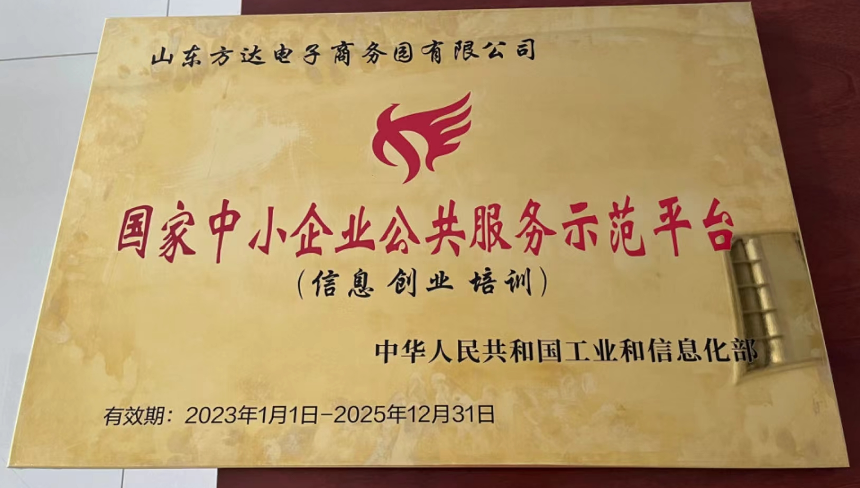 山东方达电子商务园有限公司
国家中小企业公共服务示范平台
(信息 创业 培训)
中华人民共和国工业和信息化部
有效期：2023年1月1日-2025年12月31日